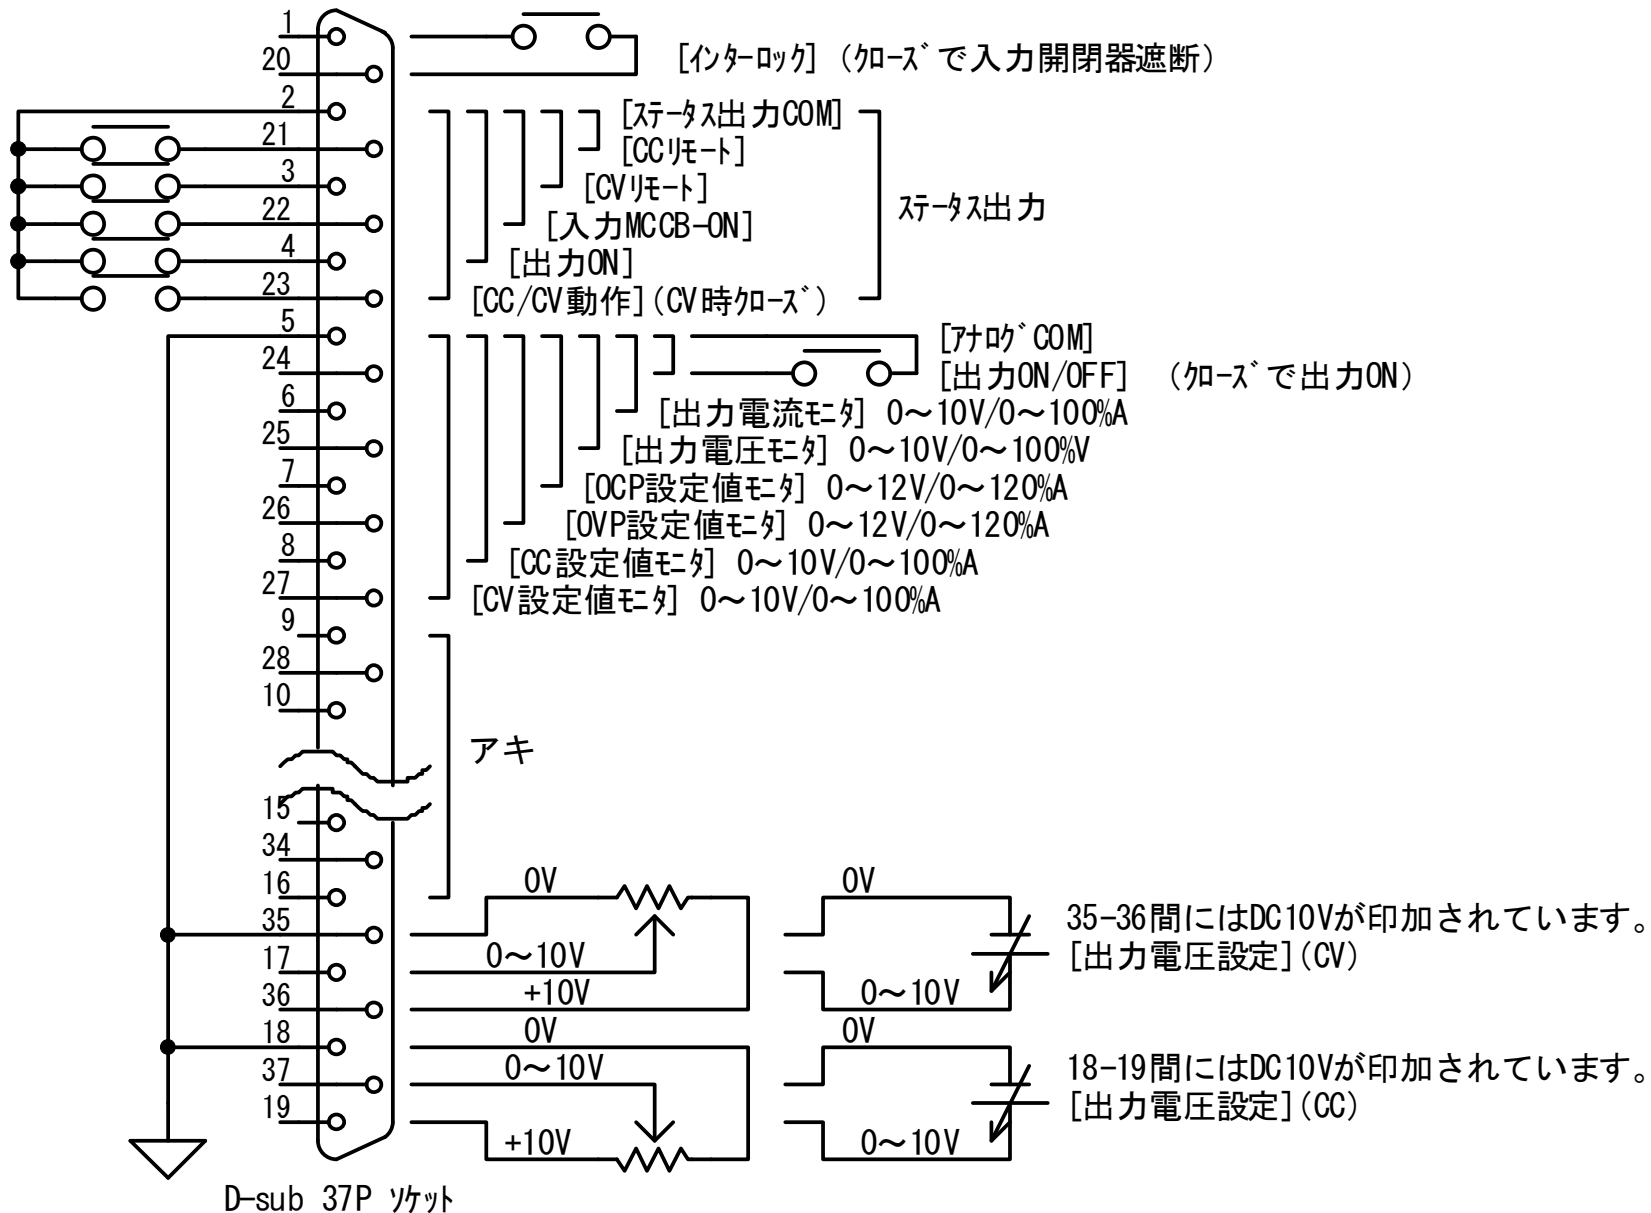 1
20
[ｲﾝﾀｰﾛｯｸ] (ｸﾛｰｽﾞで入力開閉器遮断)
2
[ｽﾃｰﾀｽ出力COM]
21
[CCﾘﾓｰﾄ]
3
[CVﾘﾓｰﾄ]
ｽﾃｰﾀｽ出力
22
[入力MCCB-ON]
4
[出力ON]
23
[CC/CV動作](CV時ｸﾛｰｽﾞ)
5
[ｱﾅﾛｸﾞCOM]
24
[出力ON/OFF] (ｸﾛｰｽﾞで出力ON)
6
[出力電流ﾓﾆﾀ] 0～10V/0～100%A
25
[出力電圧ﾓﾆﾀ] 0～10V/0～100%V
7
[OCP設定値ﾓﾆﾀ] 0～12V/0～120%A
26
[OVP設定値ﾓﾆﾀ] 0～12V/0～120%A
8
[CC設定値ﾓﾆﾀ] 0～10V/0～100%A
27
[CV設定値ﾓﾆﾀ] 0～10V/0～100%A
9
28
10
アキ
15
34
16
0V
0V
35
35-36間にはDC10Vが印加されています。
17
0～10V
[出力電圧設定](CV)
36
+10V
0～10V
18
0V
0V
37
0～10V
18-19間にはDC10Vが印加されています。
19
[出力電圧設定](CC)
+10V
0～10V
D-sub 37P ｿｹｯﾄ